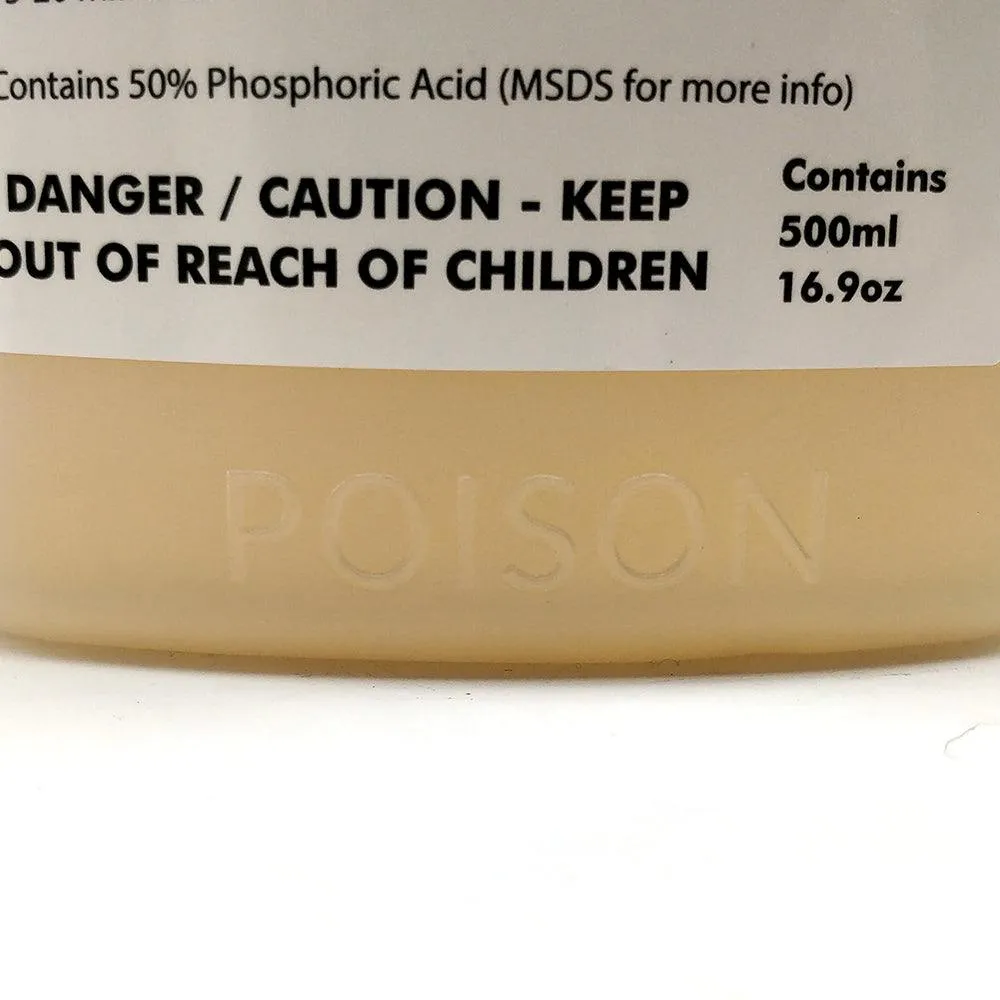 Contains 50% Phosphoric Acid (MSDS for more info)
DANGER / CAUTION - KEEP
OUT OF REACH OF CHILDREN
Contains
500ml
16.9oz
POISON